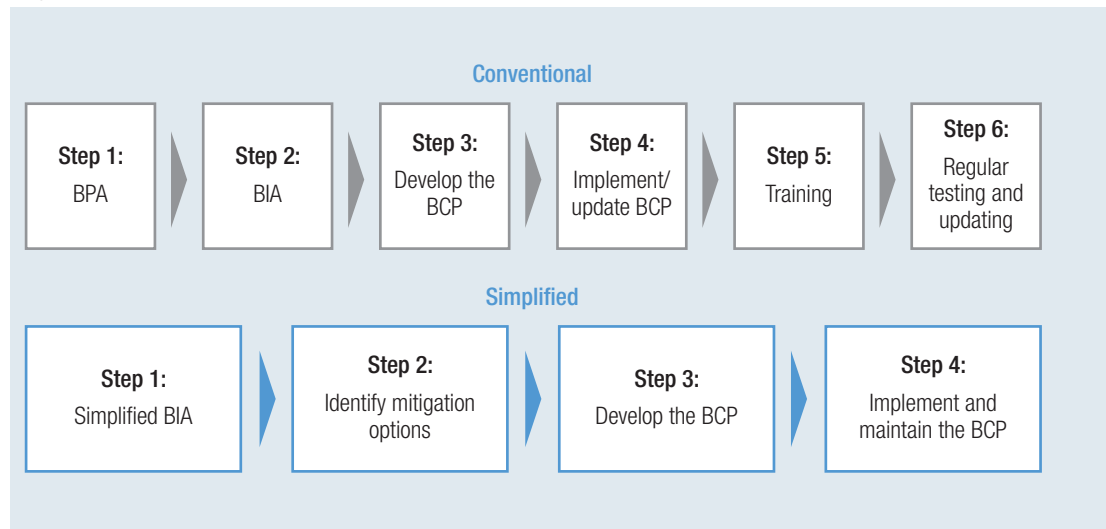 Conventional
Step 1:
BPA
Step 2:
BIA
Step 3:
Develop the
BCP
Step 4:
Implement/
update BCP
Step 5:
Training
Step 6:
Regular
testing and
updating
Simplified
Step 1:
Simplified BIA
Step 2:
Identify mitigation
options
Step 3:
Develop the BCP
Step 4:
Implement and
maintain the BCP